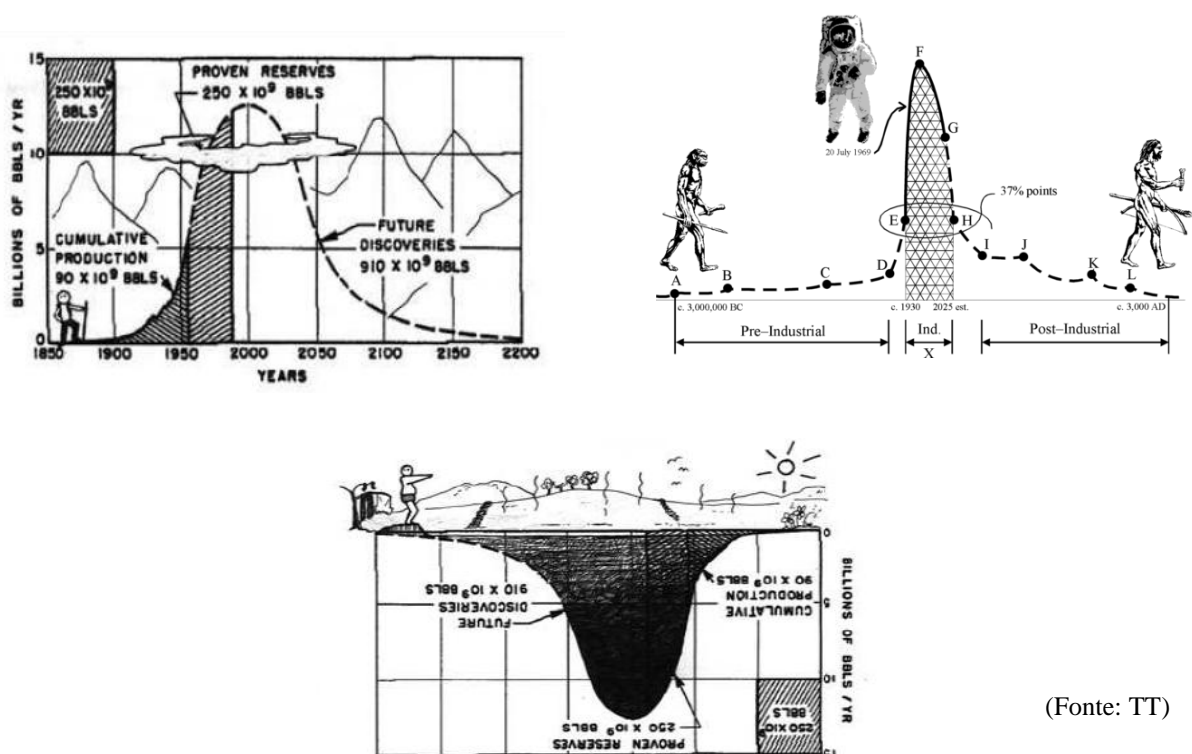 15
10
5
0
BILLIONS OF BBLS / YR
250 X 10⁹
BBLS
PROVEN RESERVES
250 X 10⁹ BBLS
CUMULATIVE
PRODUCTION
90 X 10⁹ BBLS
FUTURE
DISCOVERIES
910 X 10⁹ BBLS
1850 1900 1950 2000 2050 2100 2150 2200
YEARS
F
G
20 July 1969
37% points
E H
I J
A B C D
K L
c. 3,000,000 BC c. 1930 2025 est. c. 3,000 AD
Pre–Industrial Ind. Post–Industrial
X
0
5
10
BILLIONS OF BBLS / YR
FUTURE
DISCOVERIES
910 X 10⁹ BBLS
CUMULATIVE
PRODUCTION
90 X 10⁹ BBLS
PROVEN RESERVES
250 X 10⁹ BBLS
250 X 10⁹
BBLS
(Fonte: TT)